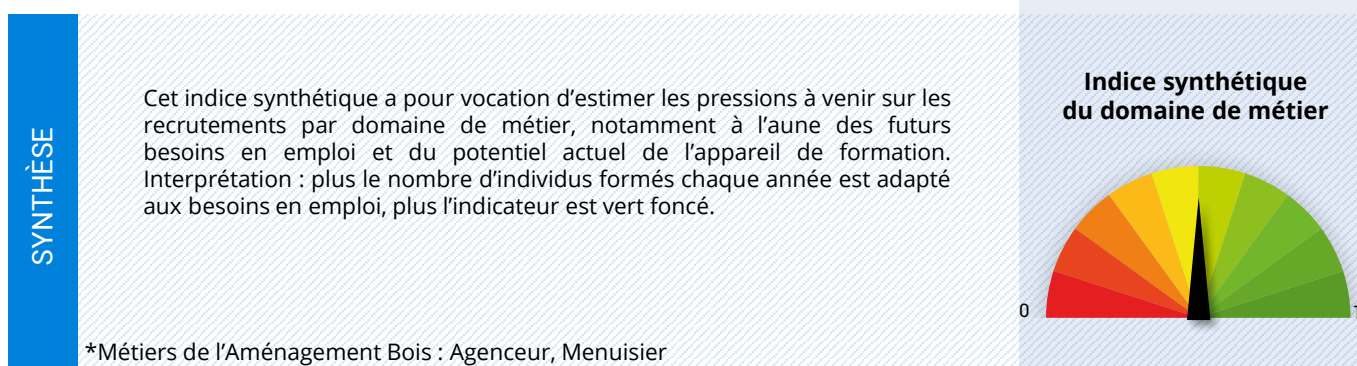 SYNTHÈSE
Cet indice synthétique a pour vocation d’estimer les pressions à venir sur les
recrutements par domaine de métier, notamment à l’aune des futurs
besoins en emploi et du potentiel actuel de l’appareil de formation.
Interprétation : plus le nombre d’individus formés chaque année est adapté
aux besoins en emploi, plus l’indicateur est vert foncé.
*Métiers de l’Aménagement Bois : Agenceur, Menuisier
Indice synthétique
du domaine de métier
0